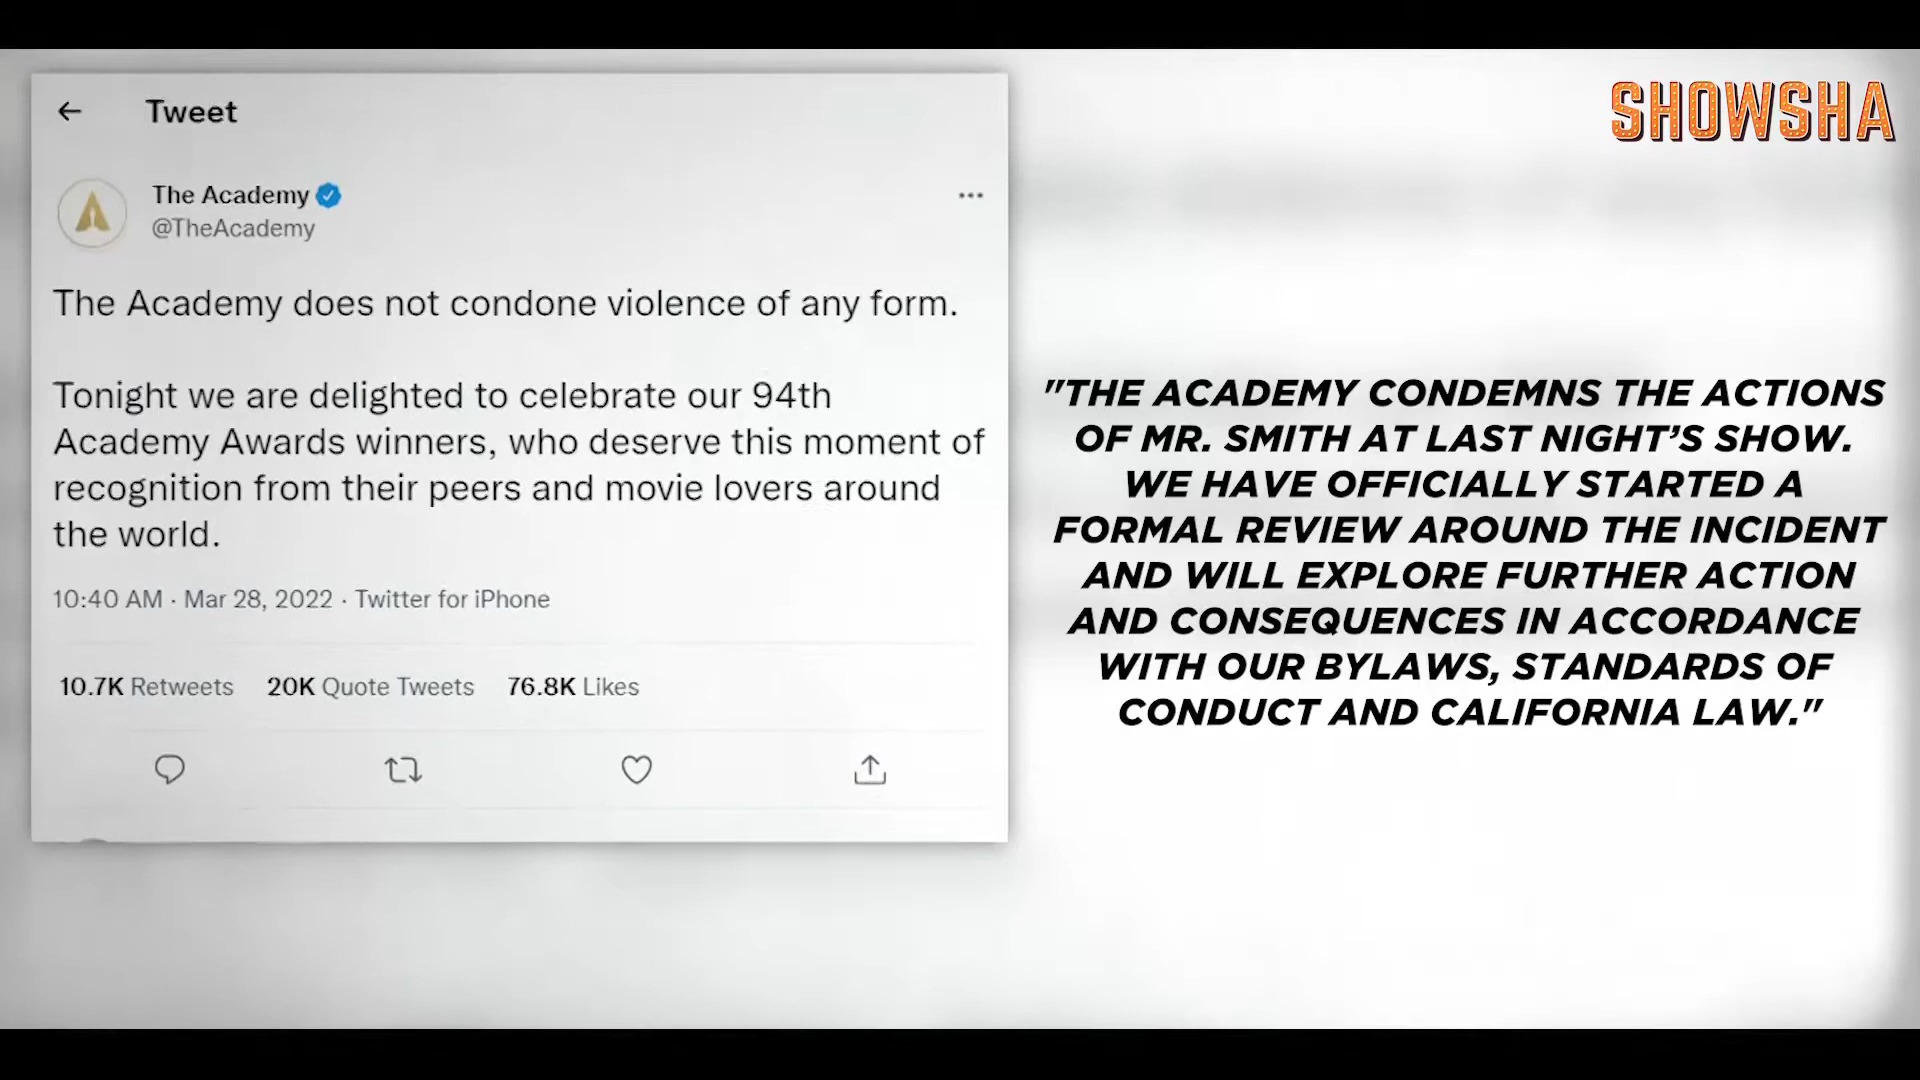 Tweet
The Academy
@TheAcademy
The Academy does not condone violence of any form.
Tonight we are delighted to celebrate our 94th
Academy Awards winners, who deserve this moment of
recognition from their peers and movie lovers around
the world.
10:40 AM · Mar 28, 2022 · Twitter for iPhone
10.7K Retweets 20K Quote Tweets 76.8K Likes
SHOWSHA
"THE ACADEMY CONDEMNS THE ACTIONS
OF MR. SMITH AT LAST NIGHT’S SHOW.
WE HAVE OFFICIALLY STARTED A
FORMAL REVIEW AROUND THE INCIDENT
AND WILL EXPLORE FURTHER ACTION
AND CONSEQUENCES IN ACCORDANCE
WITH OUR BYLAWS, STANDARDS OF
CONDUCT AND CALIFORNIA LAW."